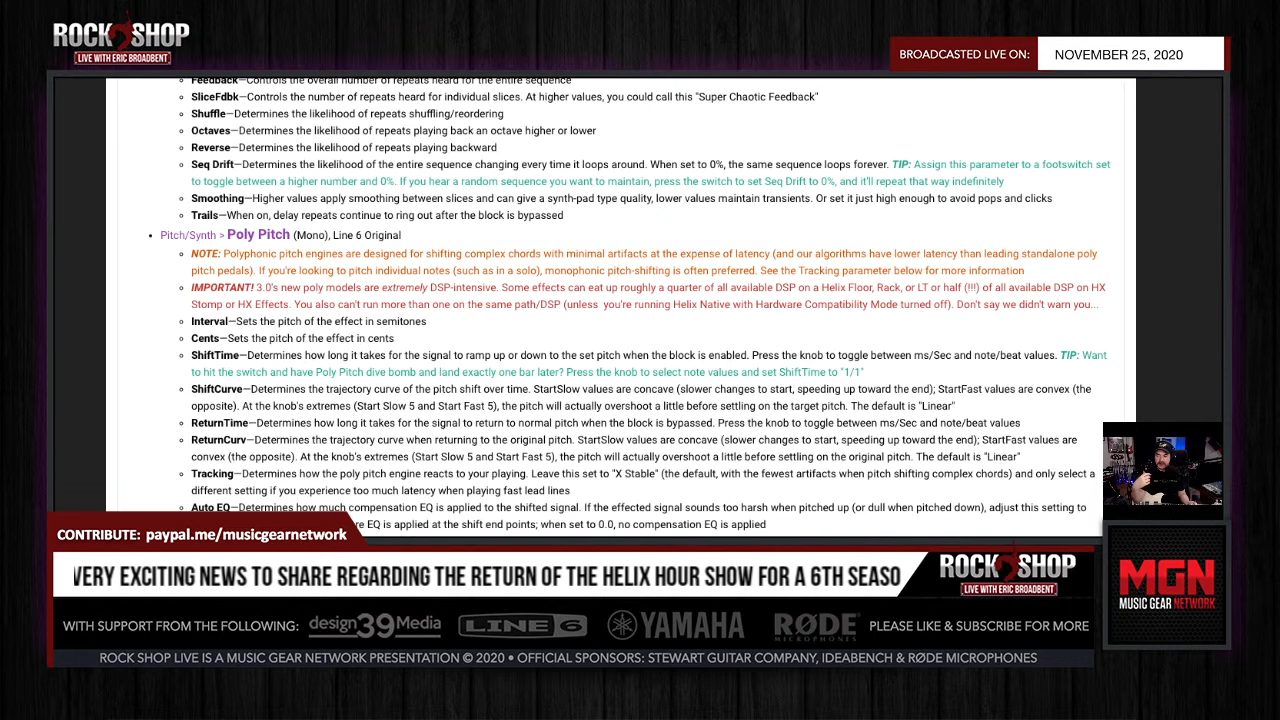 ROCK SHOP
LIVE WITH ERIC BROADBENT
BROADCASTED LIVE ON: NOVEMBER 25, 2020
Feedback—Controls the overall number of repeats heard for the entire sequence
SliceFdbk—Controls the number of repeats heard for individual slices. At higher values, you could call this "Super Chaotic Feedback"
Shuffle—Determines the likelihood of repeats shuffling/reordering
Octaves—Determines the likelihood of repeats playing back an octave higher or lower
Reverse—Determines the likelihood of repeats playing backward
Seq Drift—Determines the likelihood of the entire sequence changing every time it loops around. When set to 0%, the same sequence loops forever. TIP: Assign this parameter to a footswitch set
to toggle between a higher number and 0%. If you hear a random sequence you want to maintain, press the switch to set Seq Drift to 0%, and it'll repeat that way indefinitely
Smoothing—Higher values apply smoothing between slices and can give a synth-pad type quality, lower values maintain transients. Or set it just high enough to avoid pops and clicks
Trails—When on, delay repeats continue to ring out after the block is bypassed
Pitch/Synth > Poly Pitch (Mono), Line 6 Original
NOTE: Polyphonic pitch engines are designed for shifting complex chords with minimal artifacts at the expense of latency (and our algorithms have lower latency than leading standalone poly
pitch pedals). If you're looking to pitch individual notes (such as in a solo), monophonic pitch-shifting is often preferred. See the Tracking parameter below for more information
IMPORTANT! 3.0's new poly models are extremely DSP-intensive. Some effects can eat up roughly a quarter of all available DSP on a Helix Floor, Rack, or LT or half (!!!) of all available DSP on HX
Stomp or HX Effects. You also can't run more than one on the same path/DSP (unless you're running Helix Native with Hardware Compatibility Mode turned off). Don't say we didn't warn you...
Interval—Sets the pitch of the effect in semitones
Cents—Sets the pitch of the effect in cents
ShiftTime—Determines how long it takes for the signal to ramp up or down to the set pitch when the block is enabled. Press the knob to toggle between ms/Sec and note/beat values. TIP: Want
to hit the switch and have Poly Pitch dive bomb and land exactly one bar later? Press the knob to select note values and set ShiftTime to "1/1"
ShiftCurve—Determines the trajectory curve of the pitch shift over time. StartSlow values are concave (slower changes to start, speeding up toward the end); StartFast values are convex (the
opposite). At the knob's extremes (Start Slow 5 and Start Fast 5), the pitch will actually overshoot a little before settling on the target pitch. The default is "Linear"
ReturnTime—Determines how long it takes for the signal to return to normal pitch when the block is bypassed. Press the knob to toggle between ms/Sec and note/beat values
ReturnCurv—Determines the trajectory curve when returning to the original pitch. StartSlow values are concave (slower changes to start, speeding up toward the end); StartFast values are
convex (the opposite). At the knob's extremes (Start Slow 5 and Start Fast 5), the pitch will actually overshoot a little before settling on the original pitch. The default is "Linear"
Tracking—Determines how the poly pitch engine reacts to your playing. Leave this set to "X Stable" (the default, with the fewest artifacts when pitch shifting complex chords) and only select a
different setting if you experience too much latency when playing fast lead lines
Auto EQ—Determines how much compensation EQ is applied to the shifted signal. If the effected signal sounds too harsh when pitched up (or dull when pitched down), adjust this setting to
re EQ is applied at the shift end points; when set to 0.0, no compensation EQ is applied
CONTRIBUTE: paypal.me/musicgearnetwork
VERY EXCITING NEWS TO SHARE REGARDING THE RETURN OF THE HELIX HOUR SHOW FOR A 6TH SEASO
ROCK SHOP
LIVE WITH ERIC BROADBENT
MGN
MUSIC GEAR NETWORK
WITH SUPPORT FROM THE FOLLOWING: design39Media LINE 6 YAMAHA RØDE MICROPHONES PLEASE LIKE & SUBSCRIBE FOR MORE
ROCK SHOP LIVE IS A MUSIC GEAR NETWORK PRESENTATION © 2020 • OFFICIAL SPONSORS: STEWART GUITAR COMPANY, IDEABENCH & RØDE MICROPHONES